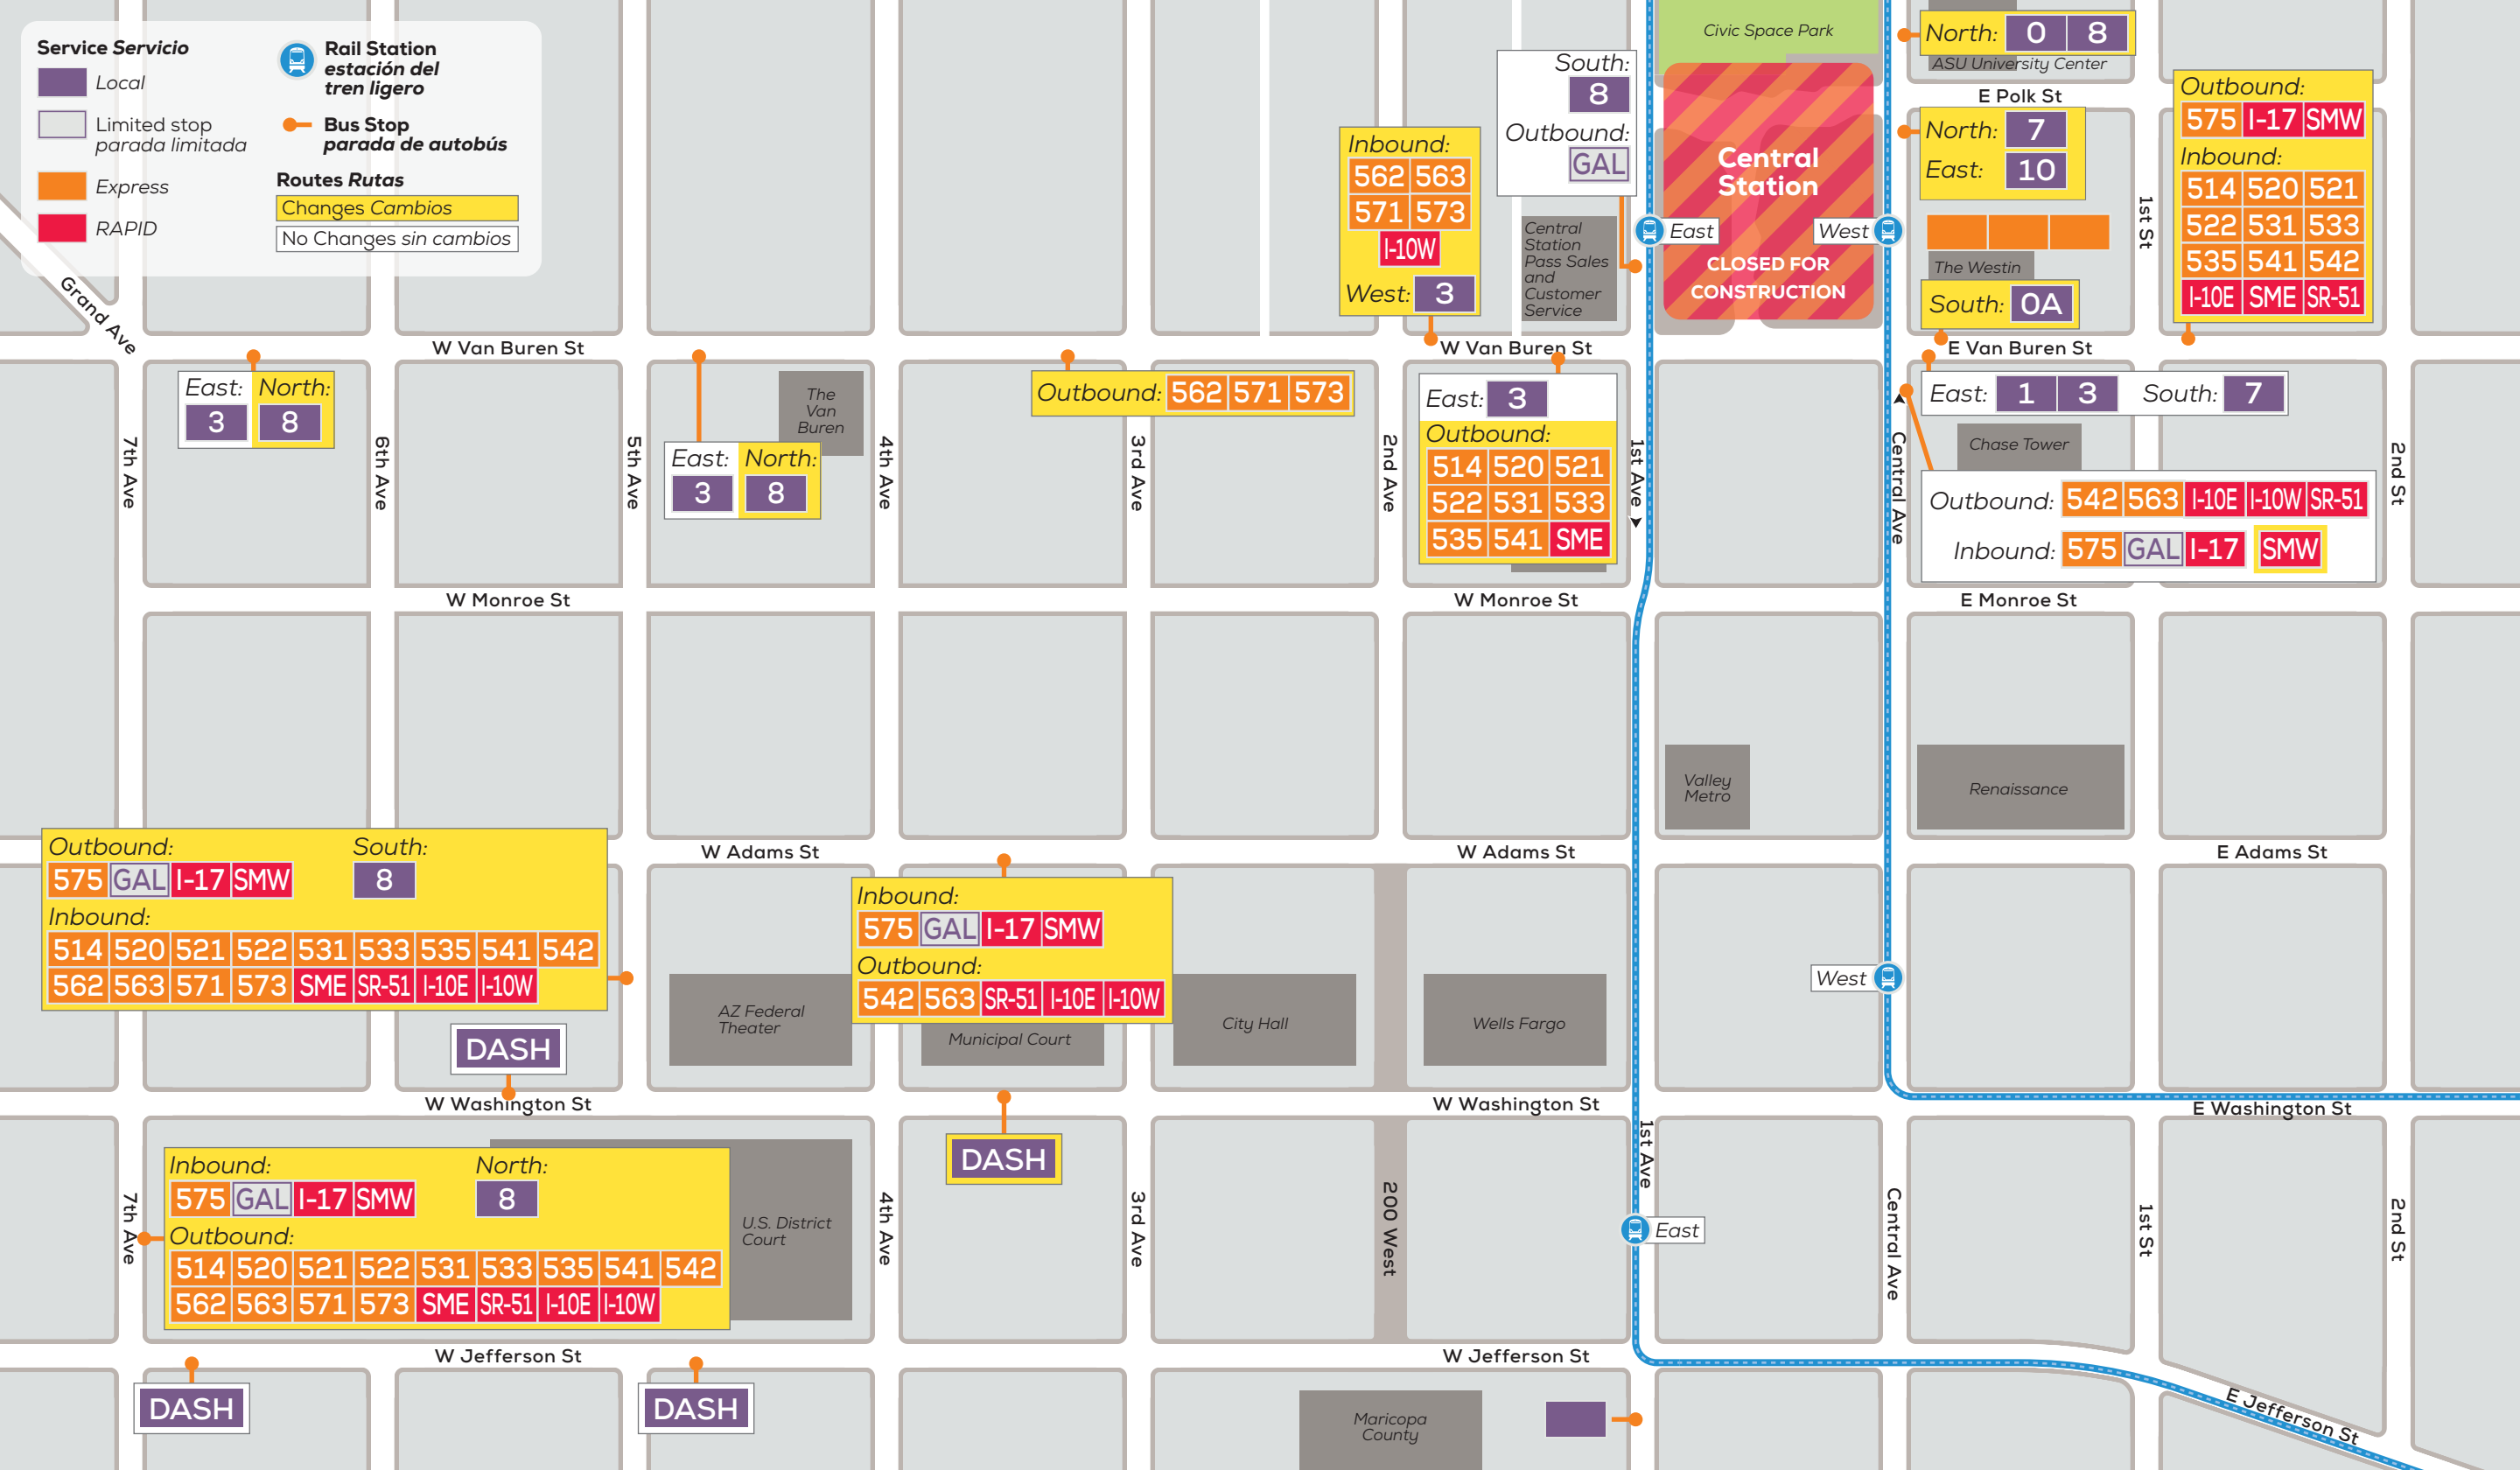 Service Servicio
Local
Limited stop
parada limitada
Express
RAPID
Rail Station
estación del
tren ligero
Bus Stop
parada de autobús
Routes Rutas
Changes Cambios
No Changes sin cambios
Grand Ave
Inbound:
562 563
571 573
I-10W
West: 3
South:
8
Outbound:
GAL
Central
Station
Pass Sales
and
Customer
Service
Civic Space Park
Central
Station
CLOSED FOR
CONSTRUCTION
East
West
North: 0 8
ASU University Center
E Polk St
North: 7
East: 10
The Westin
South: 0A
1st St
Outbound:
575 I-17 SMW
Inbound:
514 520 521
522 531 533
535 541 542
I-10E SME SR-51
W Van Buren St
W Van Buren St
E Van Buren St
East: North:
3 8
The
Van
Buren
East: North:
3 8
Outbound: 562 571 573
East: 3
Outbound:
514 520 521
522 531 533
535 541 SME
East: 1 3 South: 7
Chase Tower
Outbound: 542 563 I-10E I-10W SR-51
Inbound: 575 GAL I-17 SMW
7th Ave
6th Ave
5th Ave
4th Ave
3rd Ave
2nd Ave
1st Ave
Central Ave
2nd St
W Monroe St
W Monroe St
E Monroe St
Valley
Metro
Renaissance
W Adams St
W Adams St
E Adams St
Outbound: South:
575 GAL I-17 SMW 8
Inbound:
514 520 521 522 531 533 535 541 542
562 563 571 573 SME SR-51 I-10E I-10W
Inbound:
575 GAL I-17 SMW
Outbound:
542 563 SR-51 I-10E I-10W
AZ Federal
Theater
Municipal Court
City Hall
Wells Fargo
West
DASH
W Washington St
W Washington St
E Washington St
DASH
Inbound: North:
575 GAL I-17 SMW 8
Outbound:
514 520 521 522 531 533 535 541 542
562 563 571 573 SME SR-51 I-10E I-10W
U.S. District
Court
7th Ave
4th Ave
3rd Ave
200 West
1st Ave
East
Central Ave
1st St
2nd St
W Jefferson St
W Jefferson St
E Jefferson St
DASH
DASH
Maricopa
County